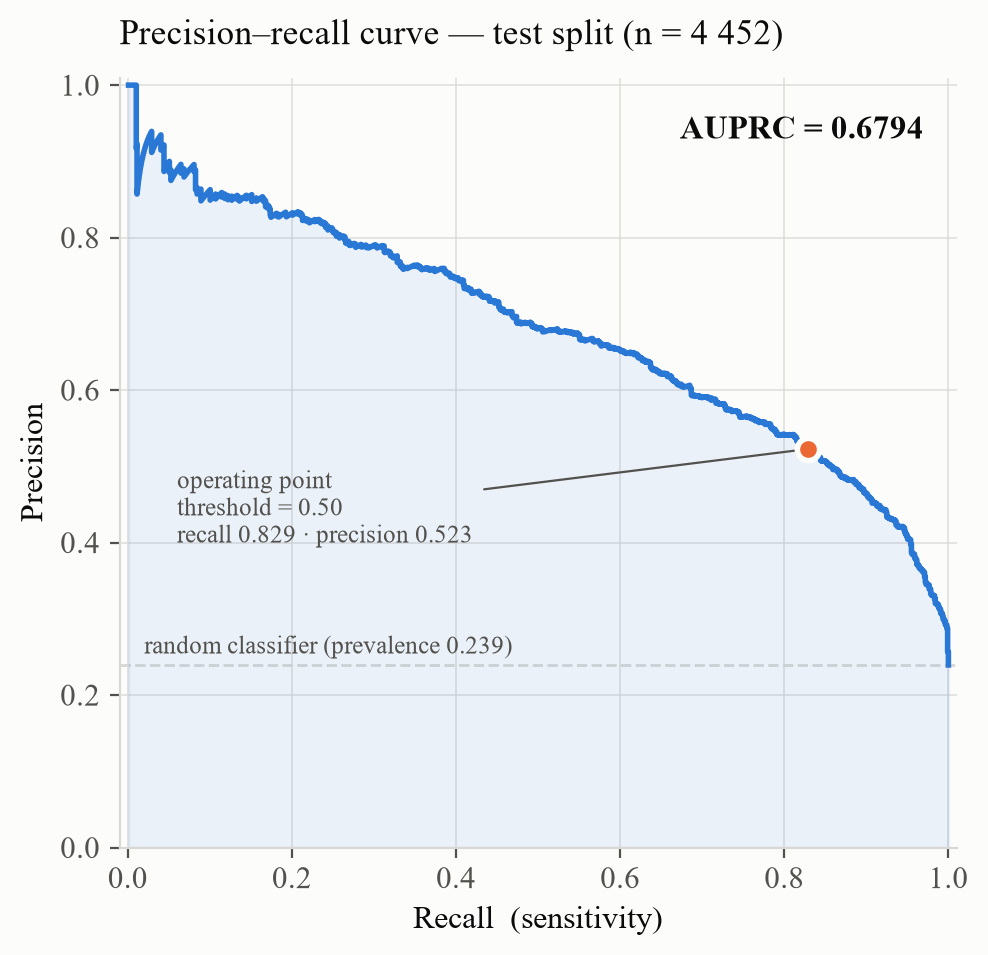 Precision–recall curve — test split (n = 4 452)
AUPRC = 0.6794
1.0
0.8
0.6
0.4
0.2
0.0
Precision
operating point
threshold = 0.50
recall 0.829 · precision 0.523
random classifier (prevalence 0.239)
0.0 0.2 0.4 0.6 0.8 1.0
Recall (sensitivity)